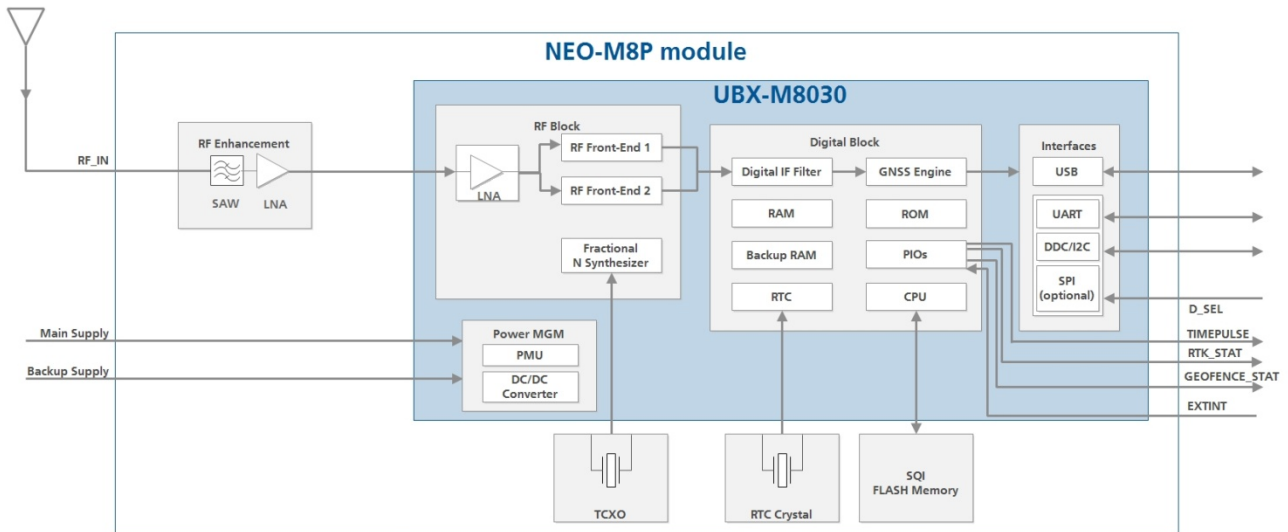 NEO-M8P module
UBX-M8030
RF Enhancement
RF_IN
SAW
LNA
RF Block
LNA
RF Front-End 1
RF Front-End 2
Fractional
N Synthesizer
Digital Block
Digital IF Filter
GNSS Engine
RAM
ROM
Backup RAM
PIOs
RTC
CPU
Interfaces
USB
UART
DDC/I2C
SPI
(optional)
D_SEL
TIMEPULSE
RTK_STAT
GEOFENCE_STAT
EXTINT
Main Supply
Backup Supply
Power MGM
PMU
DC/DC
Converter
TCXO
RTC Crystal
SQI
FLASH Memory